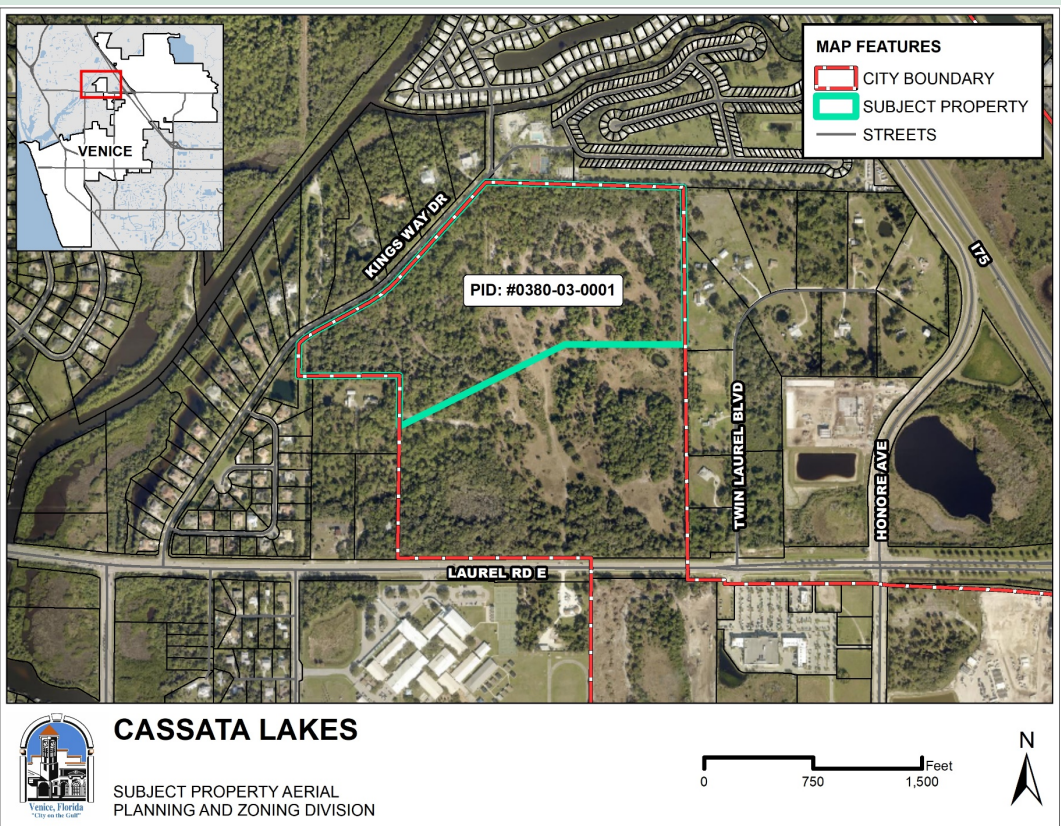 VENICE
MAP FEATURES
CITY BOUNDARY
SUBJECT PROPERTY
STREETS
KINGS WAY DR
I75
PID: #0380-03-0001
TWIN LAUREL BLVD
HONORE AVE
LAUREL RD E
CASSATA LAKES
SUBJECT PROPERTY AERIAL
PLANNING AND ZONING DIVISION
Venice, Florida
"City on the Gulf"
0 750 1,500 Feet
N